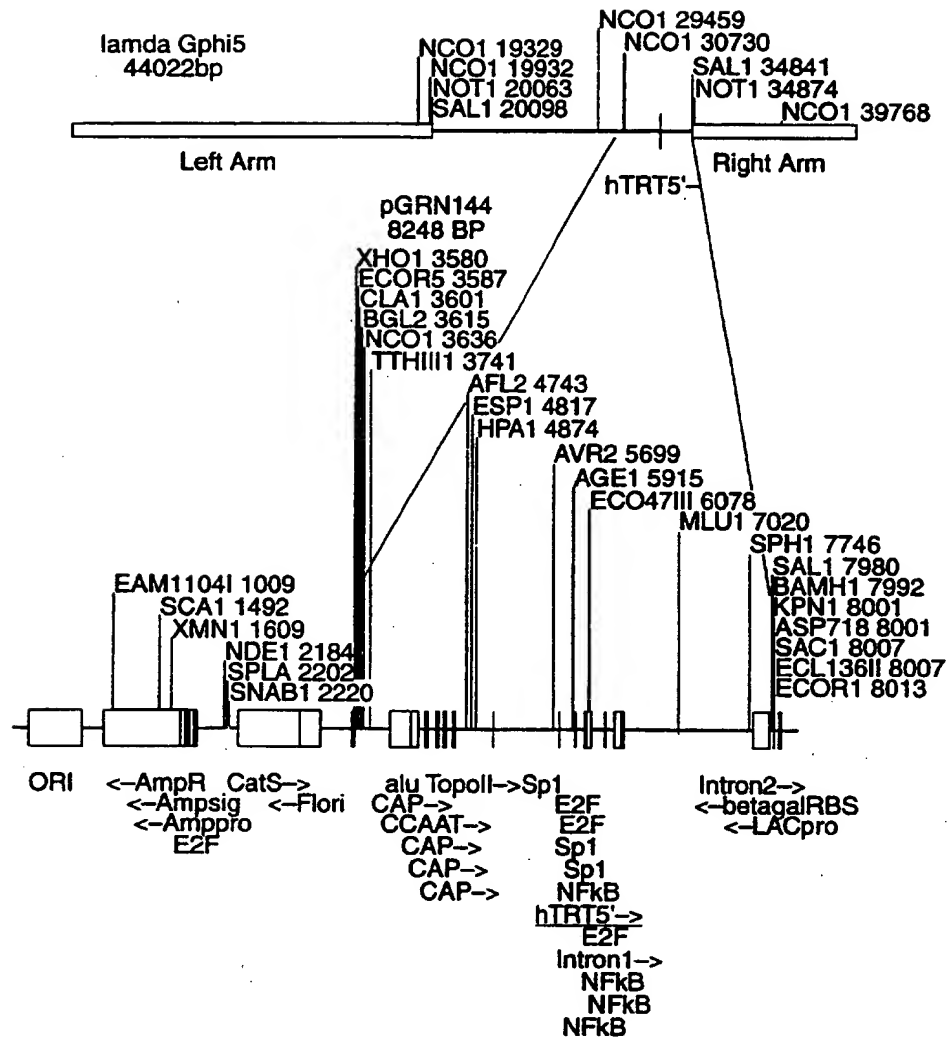 lamda Gphi5
44022bp
NCO1 19329
NCO1 19932
NOT1 20063
SAL1 20098
NCO1 29459
NCO1 30730
SAL1 34841
NOT1 34874
NCO1 39768
Left Arm
Right Arm
hTRT5'
pGRN144
8248 BP
XHO1 3580
ECOR5 3587
CLA1 3601
BGL2 3615
NCO1 3636
TTHIII1 3741
AFL2 4743
ESP1 4817
HPA1 4874
AVR2 5699
AGE1 5915
ECO47III 6078
MLU1 7020
SPH1 7746
SAL1 7980
BAMH1 7992
KPN1 8001
ASP718 8001
SAC1 8007
ECL136II 8007
ECOR1 8013
EAM1104I 1009
SCA1 1492
XMN1 1609
NDE1 2184
SPLA 2202
SNAB1 2220
ORI
<-AmpR
<-Ampsig
<-Amppro
E2F
CatS->
<-Flori
alu TopoII->Sp1
CAP->
CCAAT->
CAP->
CAP->
CAP->
E2F
E2F
Sp1
Sp1
NFkB
hTRT5'->
E2F
Intron1->
NFkB
NFkB
NFkB
Intron2->
<-betagalRBS
<-LACpro